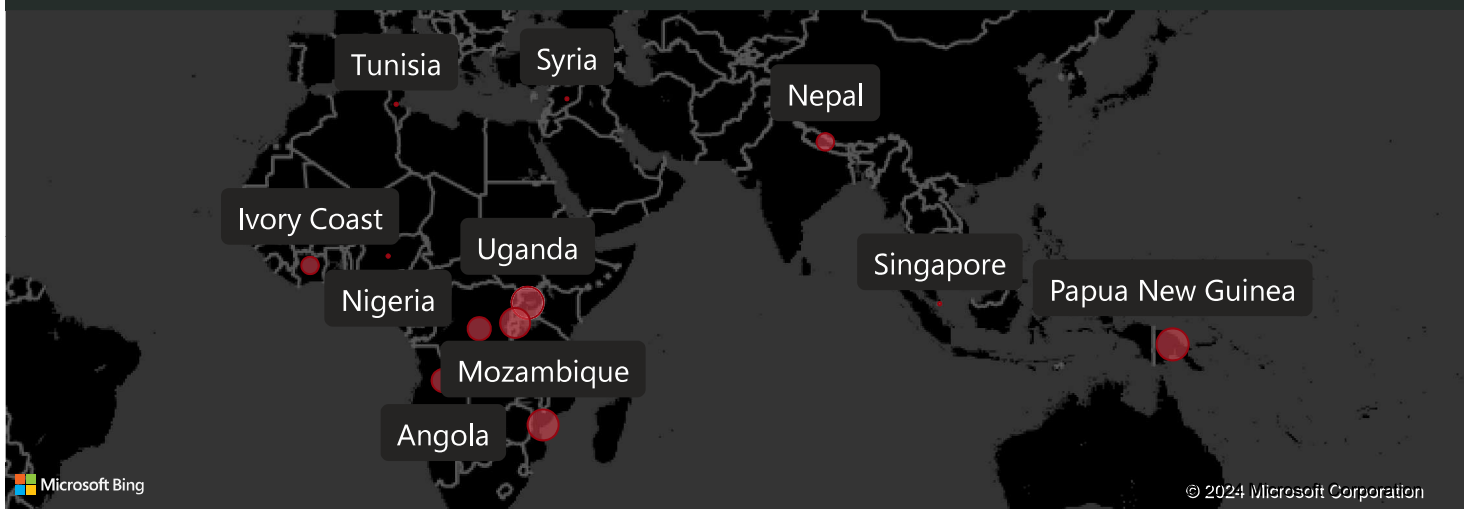 Tunisia
Syria
Nepal
Ivory Coast
Uganda
Singapore
Nigeria
Papua New Guinea
Mozambique
Angola
Microsoft Bing
© 2024 Microsoft Corporation